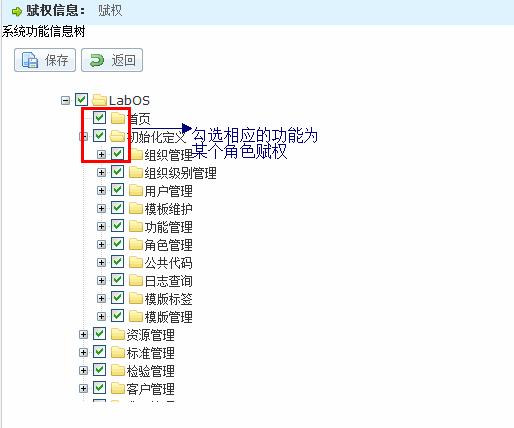 赋权信息： 赋权
系统功能信息树
保存 返回
LabOS
首页
初始化定义
勾选相应的功能为
某个角色赋权
组织管理
组织级别管理
用户管理
模板维护
功能管理
角色管理
公共代码
日志查询
模版标签
模版管理
资源管理
标准管理
检验管理
客户管理